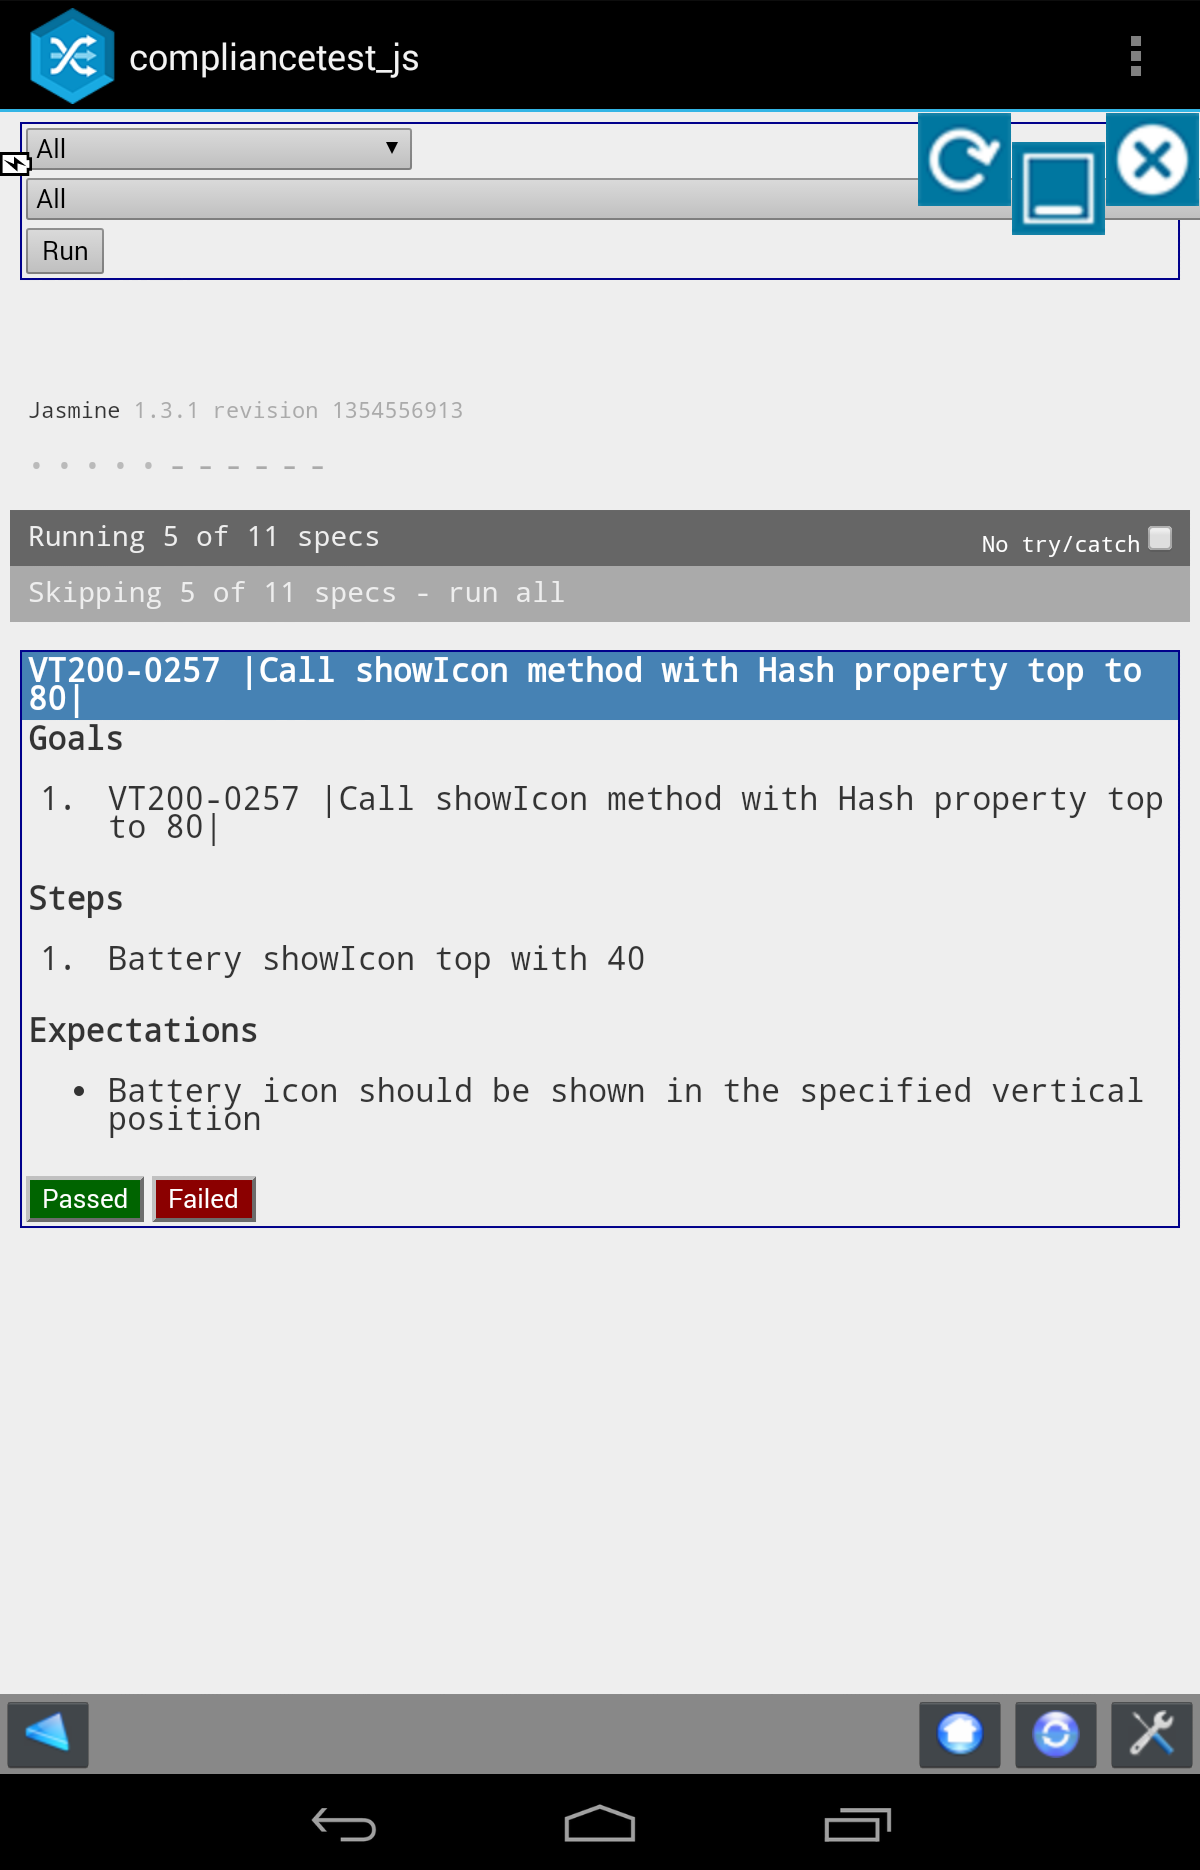 compliancetest_js
All
All
Run
Jasmine 1.3.1 revision 1354556913
• • • • • - - - - - -
Running 5 of 11 specs
No try/catch
Skipping 5 of 11 specs - run all
VT200-0257 |Call showIcon method with Hash property top to
80|
Goals
1. VT200-0257 |Call showIcon method with Hash property top
to 80|
Steps
1. Battery showIcon top with 40
Expectations
• Battery icon should be shown in the specified vertical
position
Passed Failed